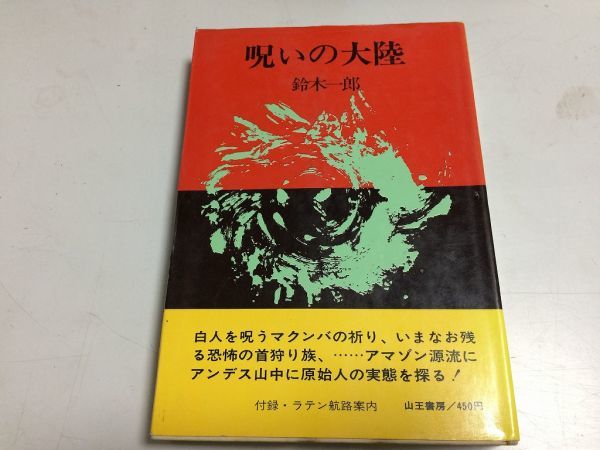 呪いの大陸
鈴木一郎
白人を呪うマクンバの祈り、いまなお残
る恐怖の首狩り族、……アマゾン源流に
アンデス山中に原始人の実態を探る！
付録・ラテン航路案内
山王書房／450円